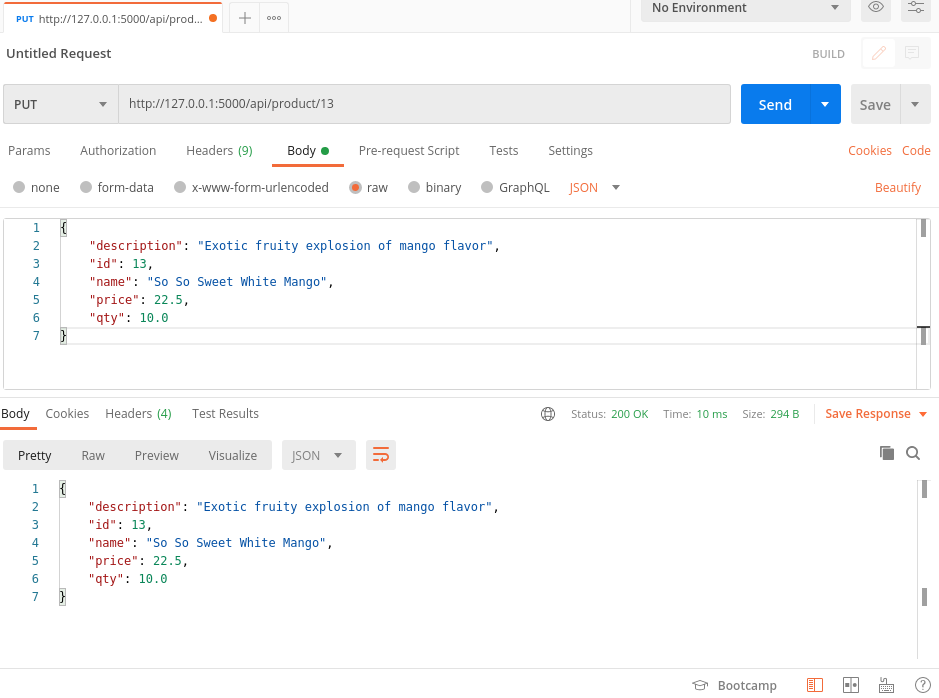 PUT http://127.0.0.1:5000/api/prod...
No Environment
Untitled Request
BUILD
PUT
http://127.0.0.1:5000/api/product/13
Send
Save
Params Authorization Headers (9) Body Pre-request Script Tests Settings Cookies Code
none form-data x-www-form-urlencoded raw binary GraphQL JSON Beautify
1 {
2 "description": "Exotic fruity explosion of mango flavor",
3 "id": 13,
4 "name": "So So Sweet White Mango",
5 "price": 22.5,
6 "qty": 10.0
7 }
Body Cookies Headers (4) Test Results Status: 200 OK Time: 10 ms Size: 294 B Save Response
Pretty Raw Preview Visualize JSON
1 {
2 "description": "Exotic fruity explosion of mango flavor",
3 "id": 13,
4 "name": "So So Sweet White Mango",
5 "price": 22.5,
6 "qty": 10.0
7 }
Bootcamp